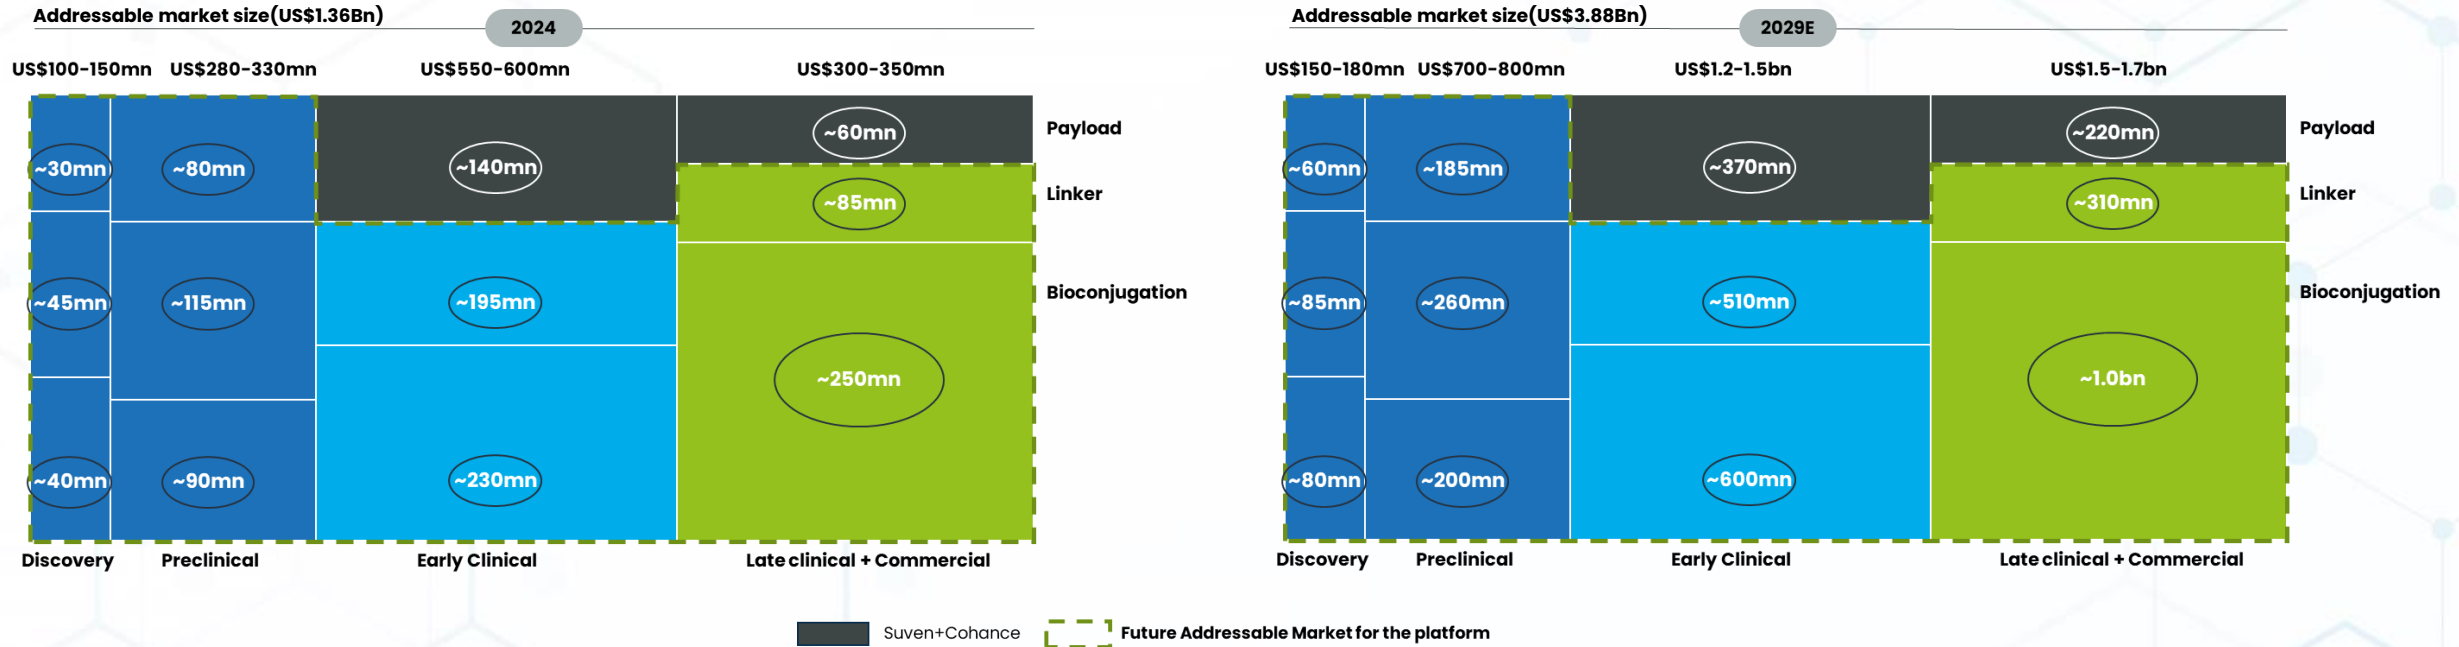 Addressable market size(US$1.36Bn)
2024
US$100-150mn US$280-330mn US$550-600mn US$300-350mn
~30mn ~80mn ~140mn ~60mn
~85mn
~45mn ~115mn ~195mn
~250mn
~40mn ~90mn ~230mn
Payload
Linker
Bioconjugation
Discovery Preclinical Early Clinical Late clinical + Commercial
Addressable market size(US$3.88Bn)
2029E
US$150-180mn US$700-800mn US$1.2-1.5bn US$1.5-1.7bn
~60mn ~185mn ~370mn ~220mn
~310mn
~85mn ~260mn ~510mn
~1.0bn
~80mn ~200mn ~600mn
Payload
Linker
Bioconjugation
Discovery Preclinical Early Clinical Late clinical + Commercial
Suven+Cohance Future Addressable Market for the platform